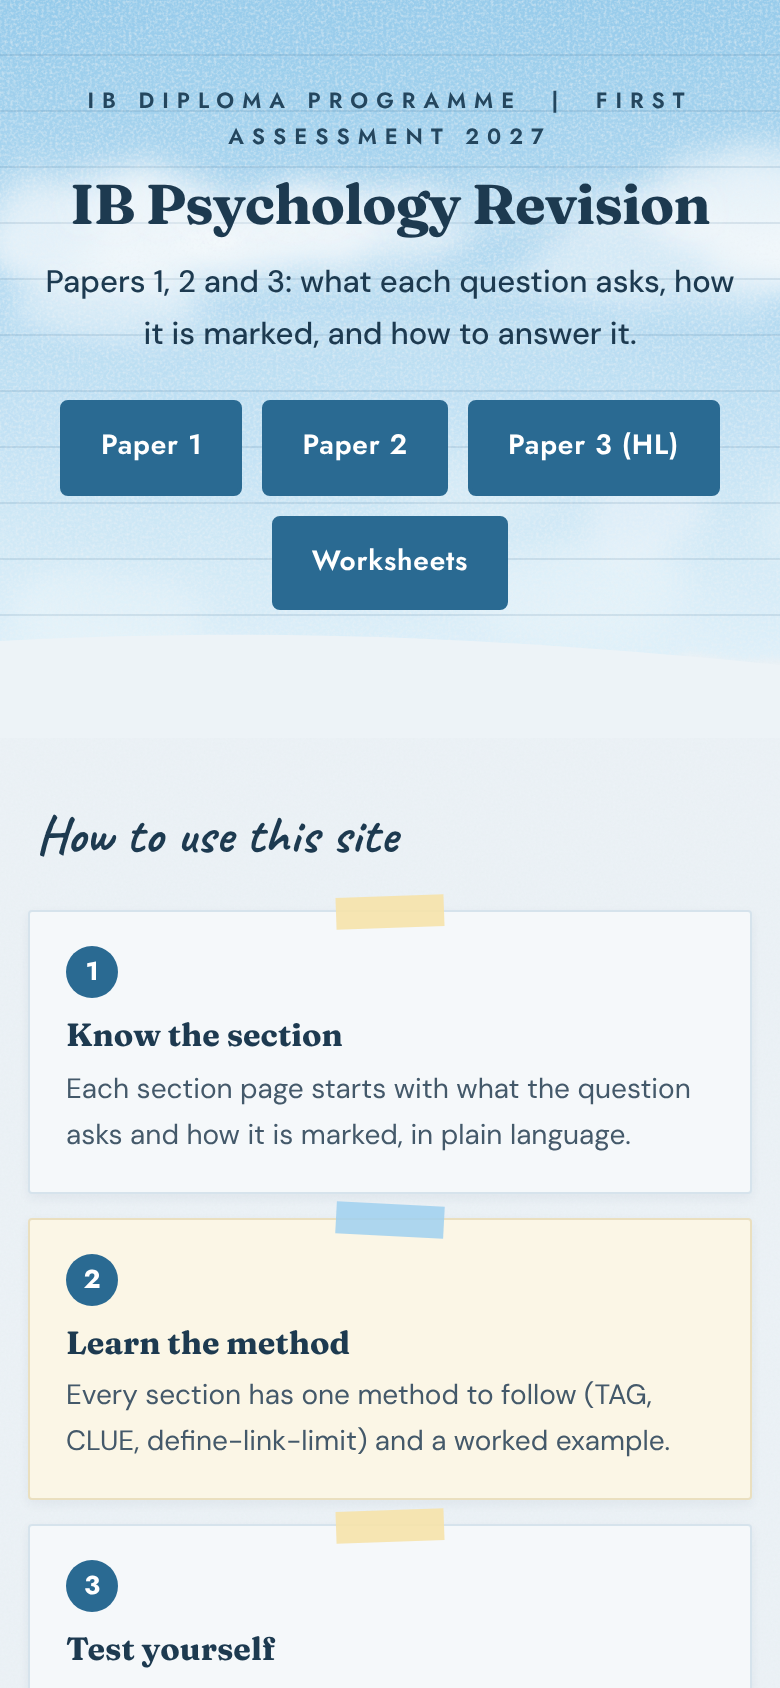 IB DIPLOMA PROGRAMME | FIRST
ASSESSMENT 2027
IB Psychology Revision
Papers 1, 2 and 3: what each question asks, how
it is marked, and how to answer it.
Paper 1
Paper 2
Paper 3 (HL)
Worksheets
How to use this site
1
Know the section
Each section page starts with what the question
asks and how it is marked, in plain language.
2
Learn the method
Every section has one method to follow (TAG,
CLUE, define-link-limit) and a worked example.
3
Test yourself